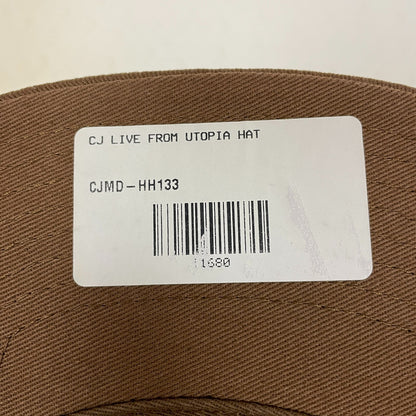 CJ LIVE FROM UTOPIA HAT
CJMD-HH133
1680